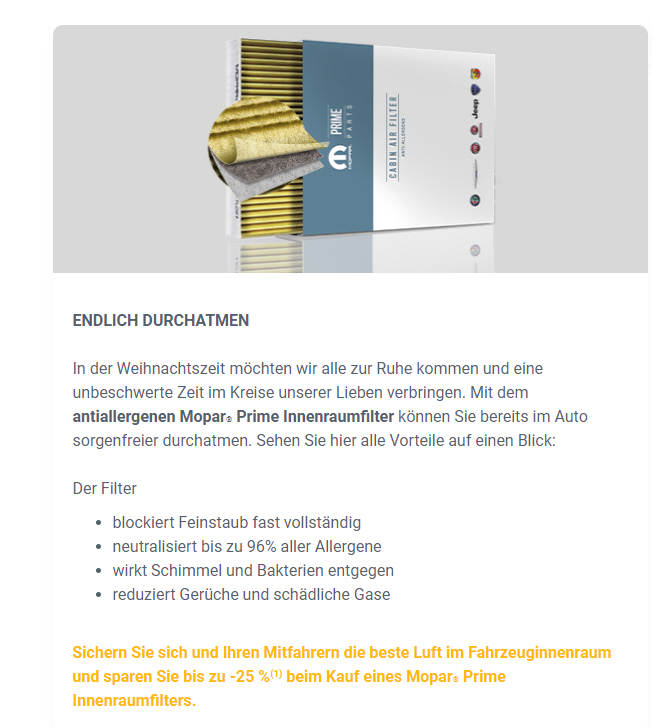 PRIME
PARTS
MOPAR
CABIN AIR FILTER
ANTI-ALLERGENS
Jeep
ENDLICH DURCHATMEN
In der Weihnachtszeit möchten wir alle zur Ruhe kommen und eine
unbeschwerte Zeit im Kreise unserer Lieben verbringen. Mit dem
antiallergenen Mopar® Prime Innenraumfilter können Sie bereits im Auto
sorgenfreier durchatmen. Sehen Sie hier alle Vorteile auf einen Blick:
Der Filter
• blockiert Feinstaub fast vollständig
• neutralisiert bis zu 96% aller Allergene
• wirkt Schimmel und Bakterien entgegen
• reduziert Gerüche und schädliche Gase
Sichern Sie sich und Ihren Mitfahrern die beste Luft im Fahrzeuginnenraum
und sparen Sie bis zu -25 %(1) beim Kauf eines Mopar® Prime
Innenraumfilters.